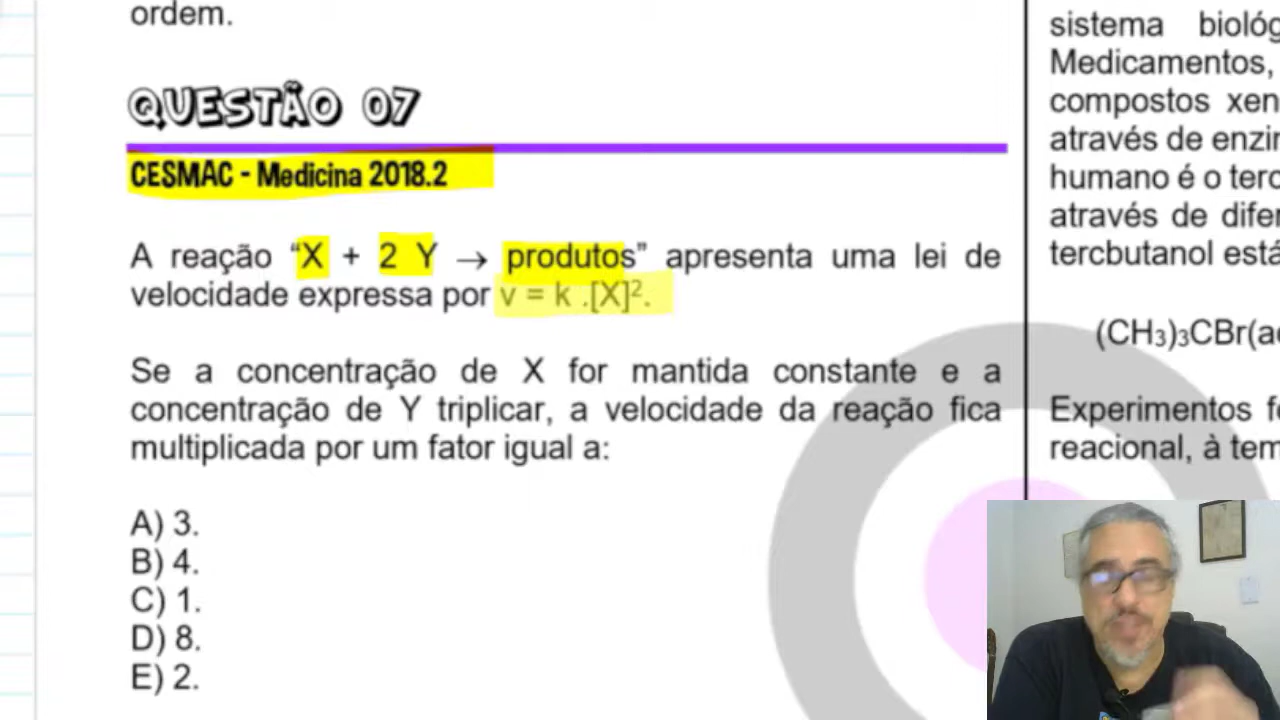 ordem.
QUESTÃO 07
CESMAC - Medicina 2018.2
A reação “X + 2 Y → produtos” apresenta uma lei de
velocidade expressa por v = k .[X]².
Se a concentração de X for mantida constante e a
concentração de Y triplicar, a velocidade da reação fica
multiplicada por um fator igual a:
A) 3.
B) 4.
C) 1.
D) 8.
E) 2.
sistema
Medicamentos,
compostos
através de
humano é o
através de
tercbutanol
(CH₃)₃CBr
Experimentos
reacional, à